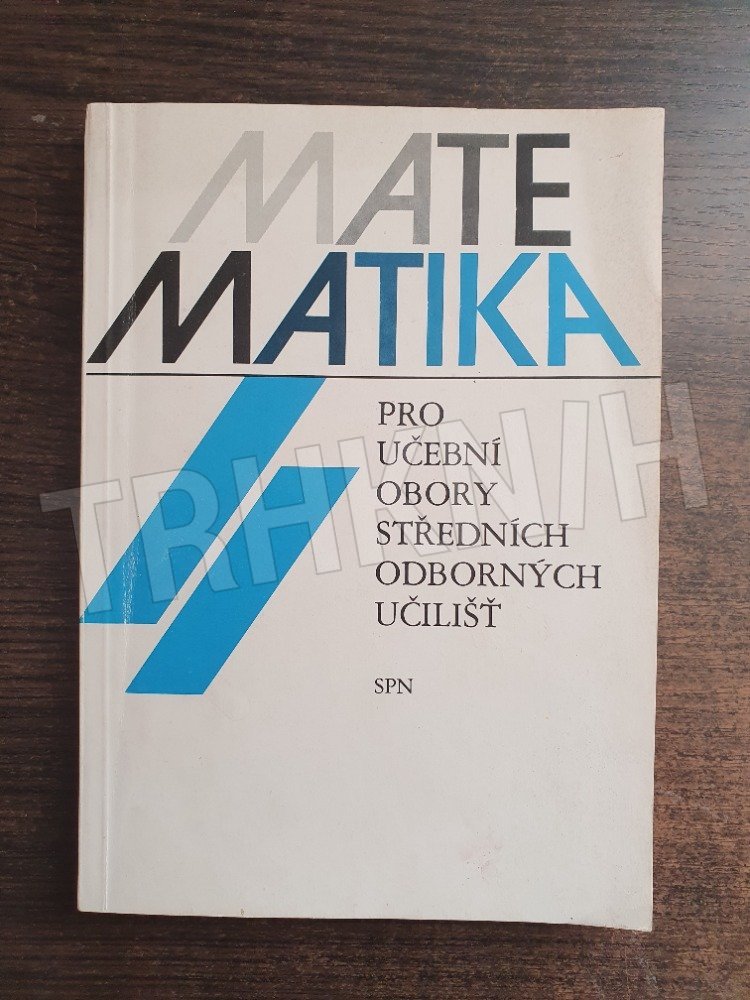 MATE
MATIKA
PRO
UČEBNÍ
OBORY
STŘEDNÍCH
ODBORNÝCH
UČILIŠŤ
SPN
TRHKNIH